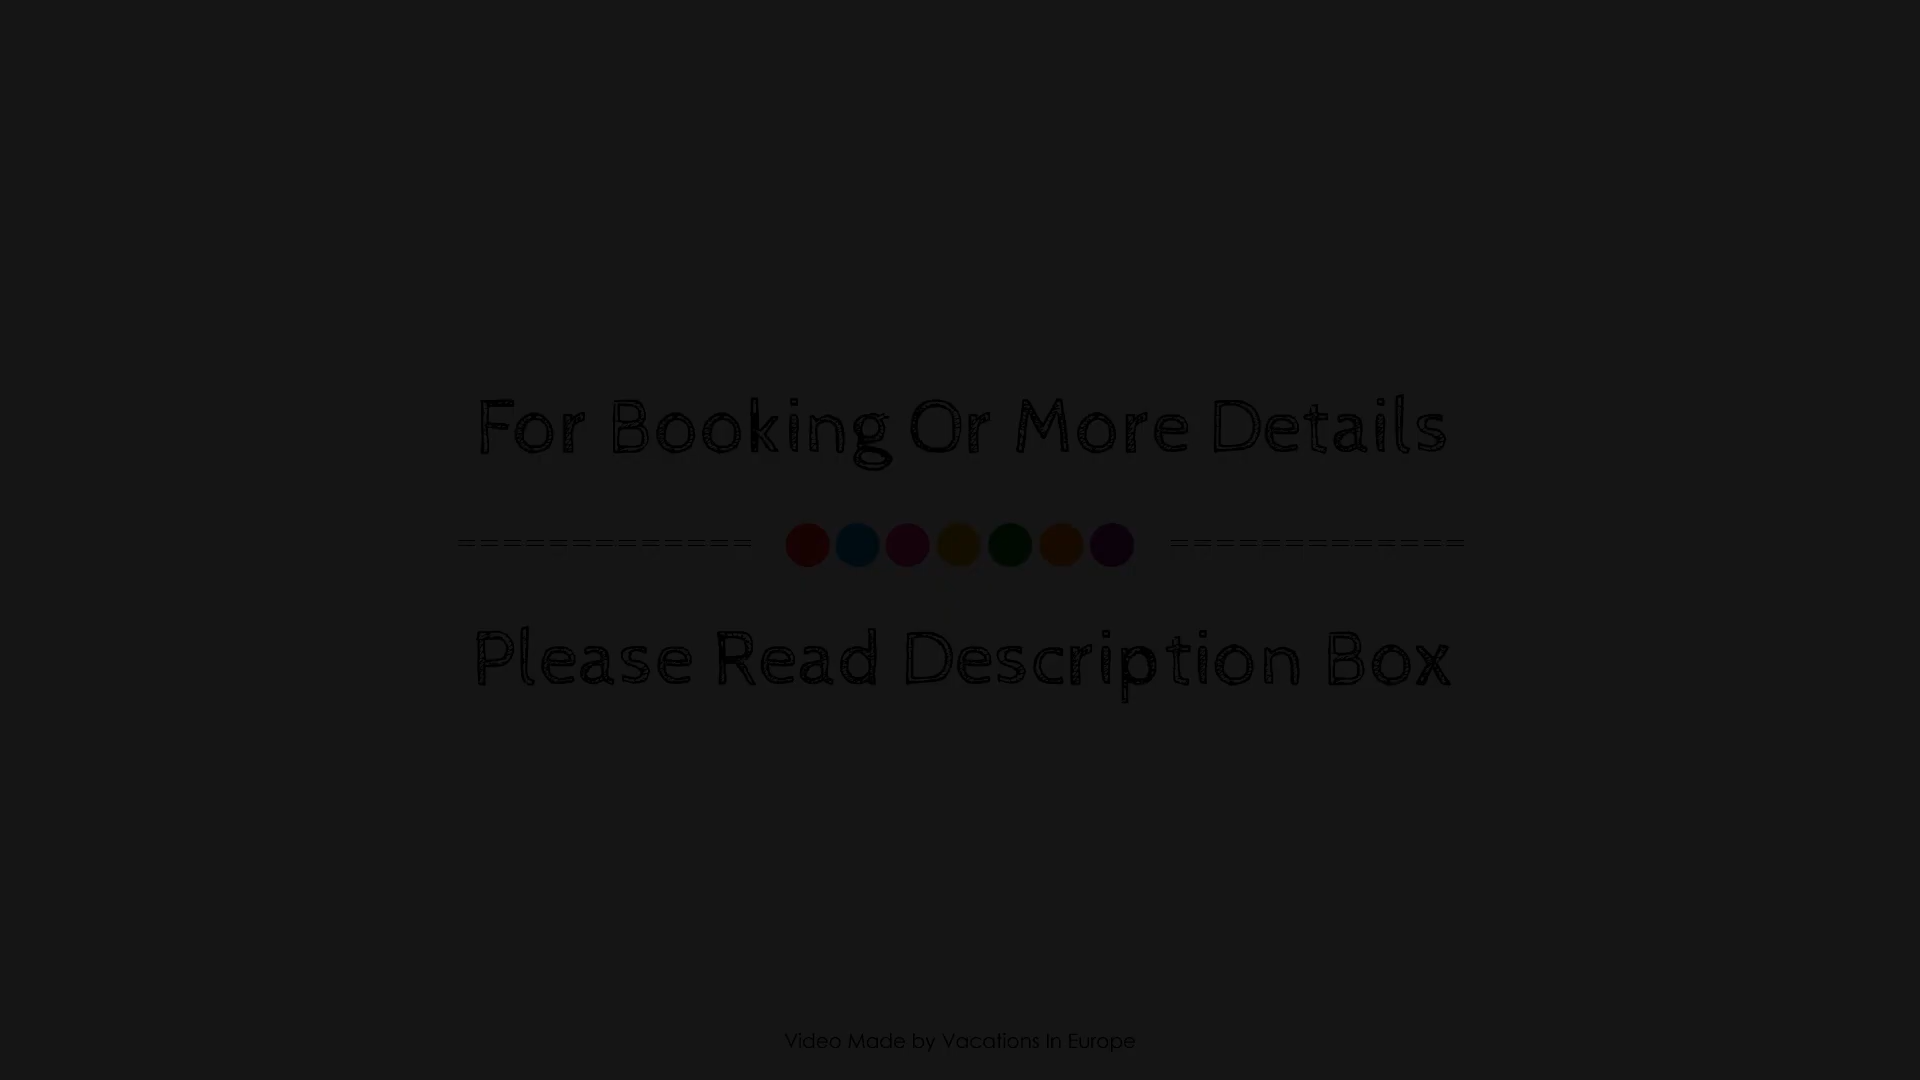 For Booking Or More Details
============= =============
Please Read Description Box
Video Made by Vacations In Europe